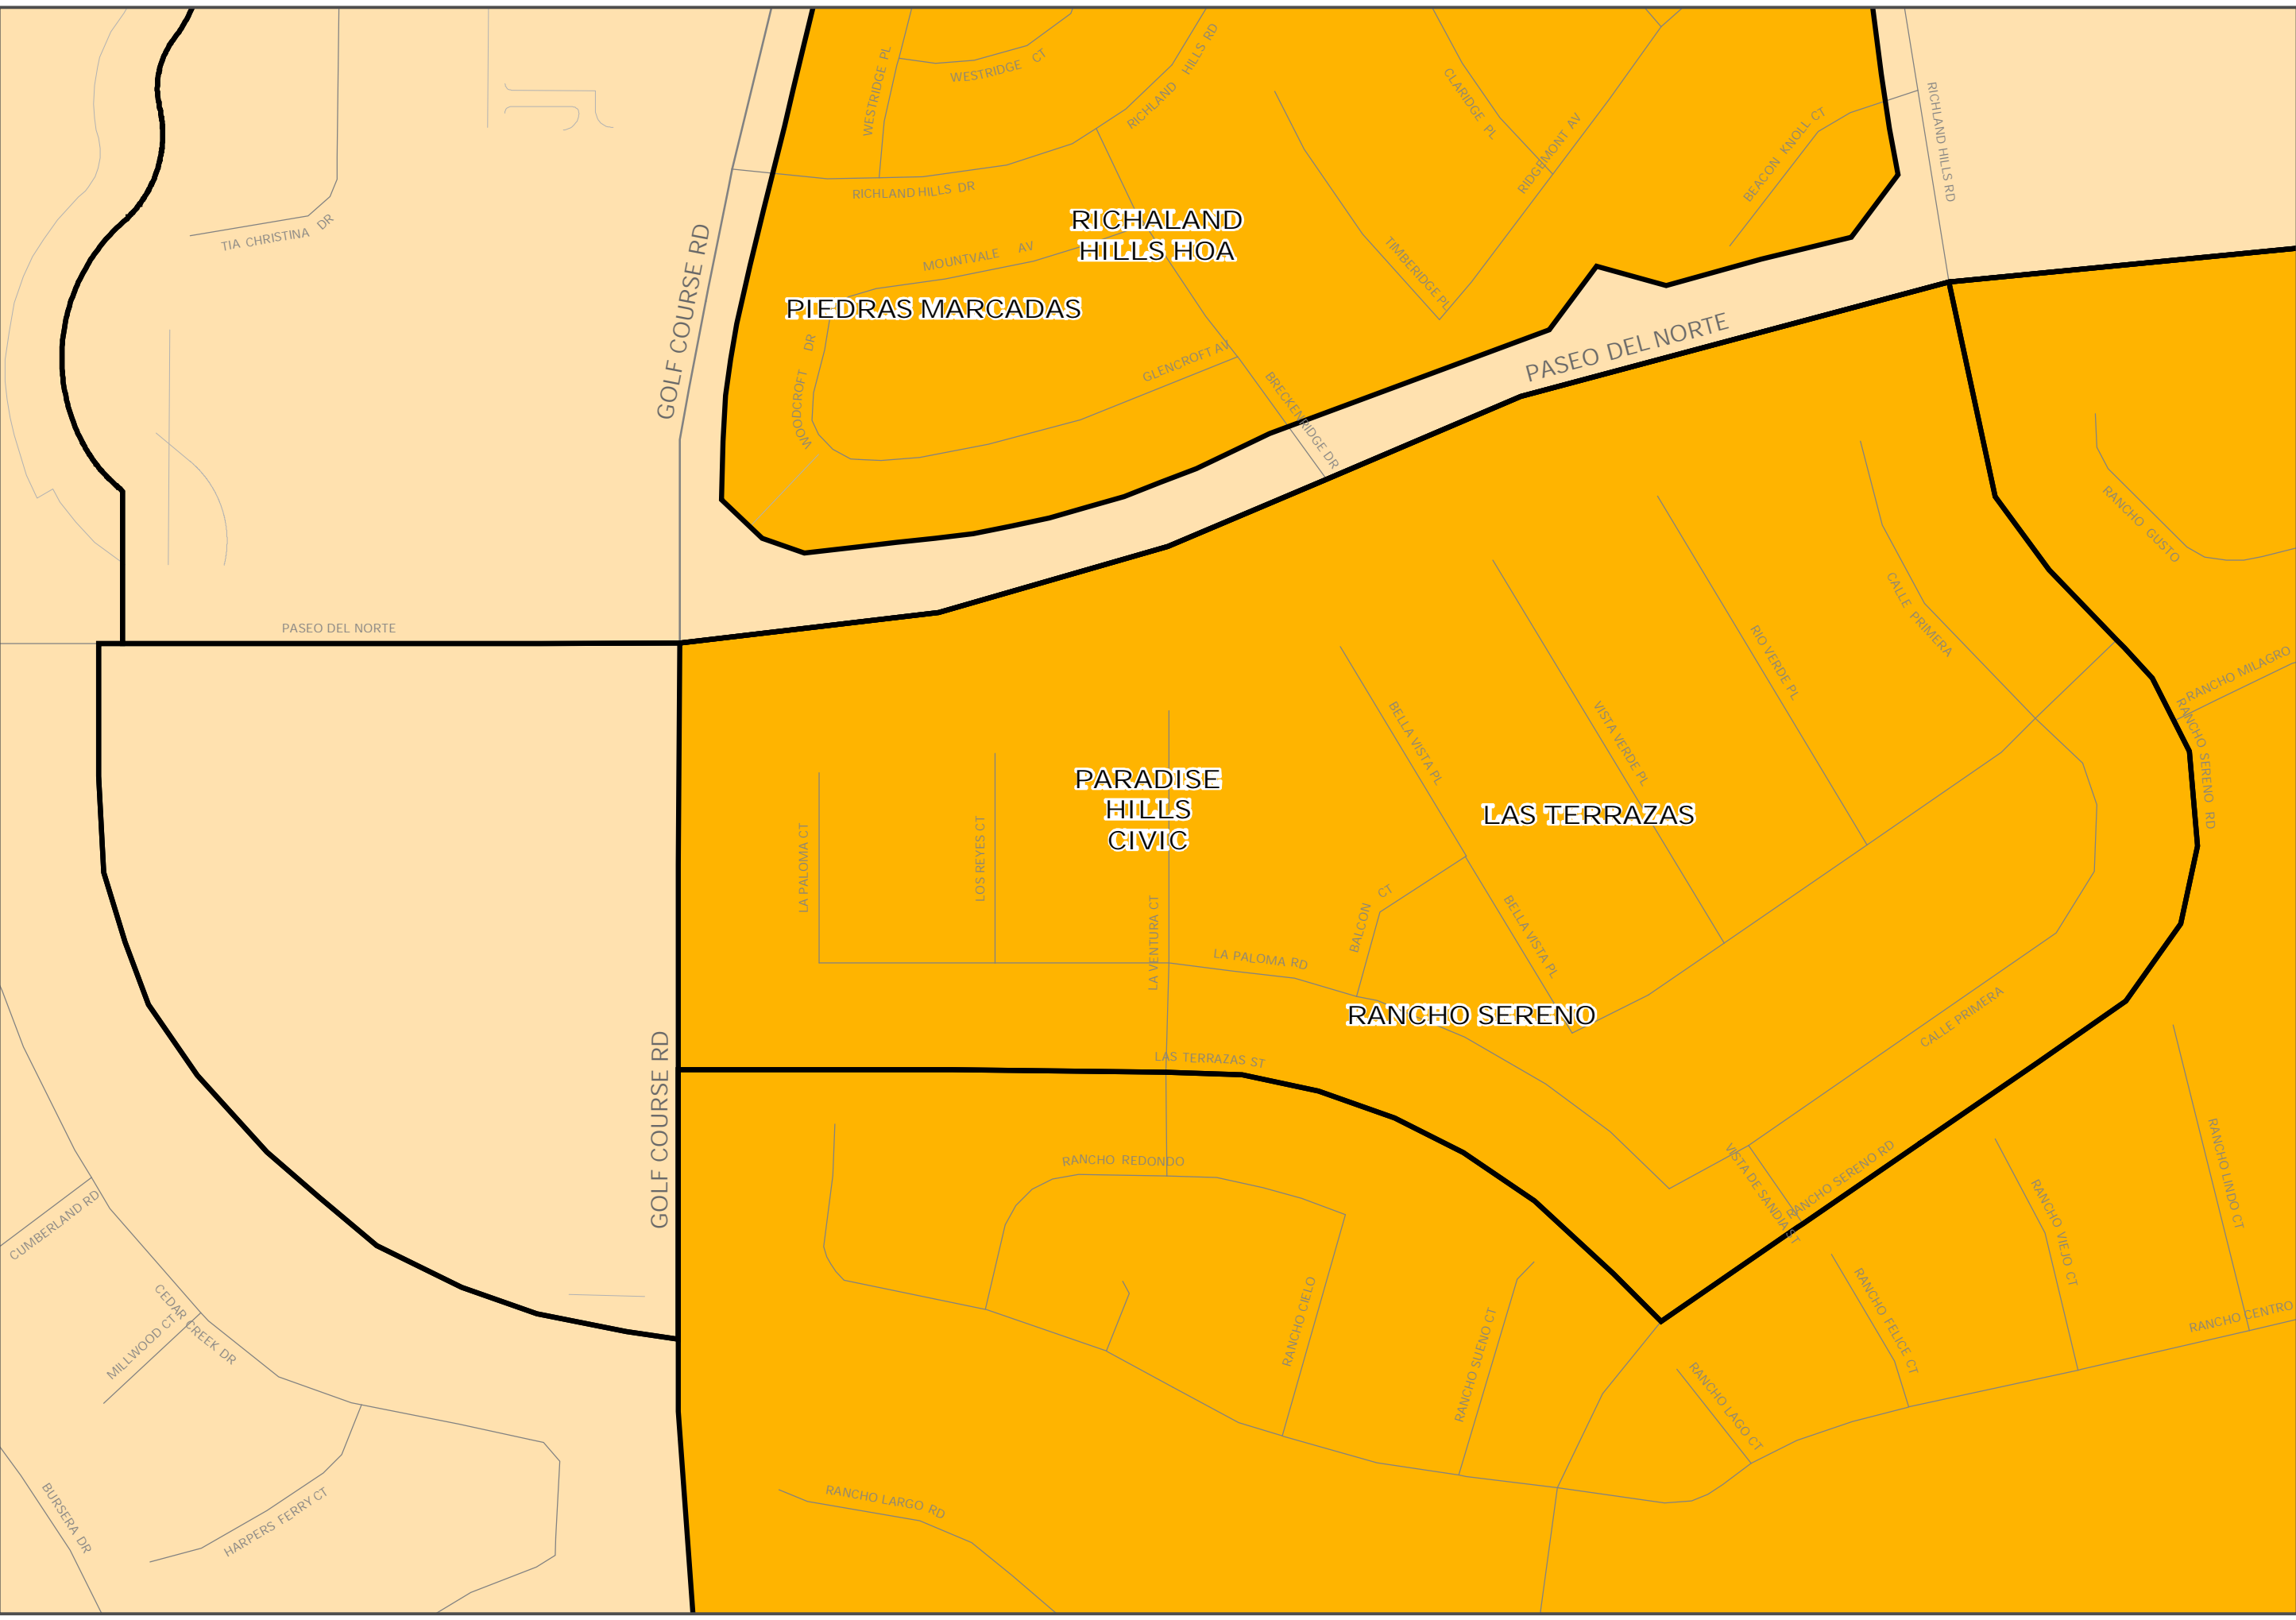 WESTRIDGE PL
WESTRIDGE CT
RICHLAND HILLS RD
CLARIDGE PL
RIDGEMONT AV
BEACON KNOLL CT
RICHLAND HILLS RD
RICHLAND HILLS DR
TIA CHRISTINA DR
GOLF COURSE RD
RICHALAND
HILLS HOA
MOUNTVALE AV
TIMBERIDGE PL
PIEDRAS MARCADAS
WOODCROFT DR
GLENCROFT AV
BRECKENRIDGE DR
PASEO DEL NORTE
RANCHO GUSTO
CALLE PRIMERA
RIO VERDE PL
PASEO DEL NORTE
RANCHO MILAGRO
RANCHO SERENO RD
BELLA VISTA PL
VISTA VERDE PL
PARADISE
HILLS
CIVIC
LAS TERRAZAS
LA PALOMA CT
LOS REYES CT
LA VENTURA CT
BALCON CT
BELLA VISTA PL
LA PALOMA RD
RANCHO SERENO
CALLE PRIMERA
LAS TERRAZAS ST
GOLF COURSE RD
RANCHO REDONDO
VISTA DE SANDIA CT
RANCHO SERENO RD
RANCHO LINDO CT
RANCHO VIEJO CT
CUMBERLAND RD
CEDAR CREEK DR
MILLWOOD CT
RANCHO CIELO
RANCHO SUENO CT
RANCHO FELICE CT
RANCHO CENTRO
RANCHO LAGO CT
BURSERA DR
HARPERS FERRY CT
RANCHO LARGO RD